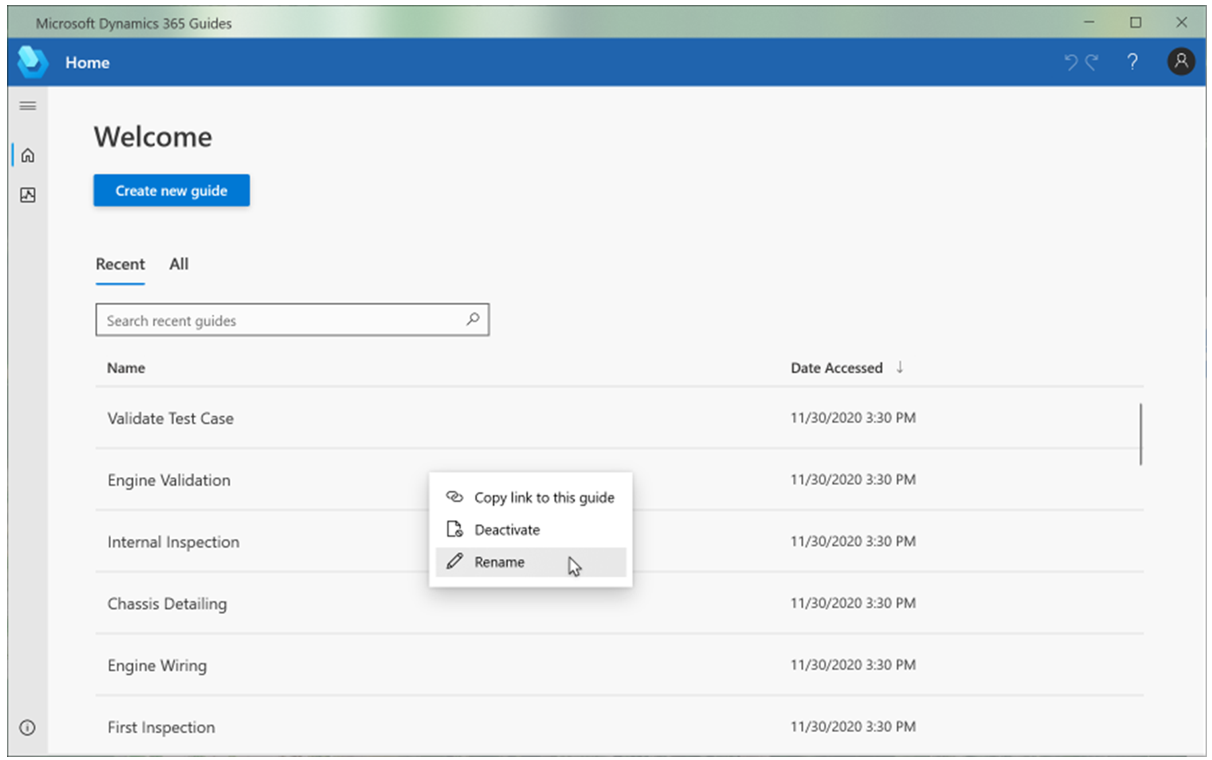 Microsoft Dynamics 365 Guides
Home
?
Welcome
Create new guide
Recent All
Search recent guides
Name Date Accessed ↓
Validate Test Case 11/30/2020 3:30 PM
Engine Validation 11/30/2020 3:30 PM
Copy link to this guide
Deactivate
Internal Inspection 11/30/2020 3:30 PM
Rename
Chassis Detailing 11/30/2020 3:30 PM
Engine Wiring 11/30/2020 3:30 PM
First Inspection 11/30/2020 3:30 PM